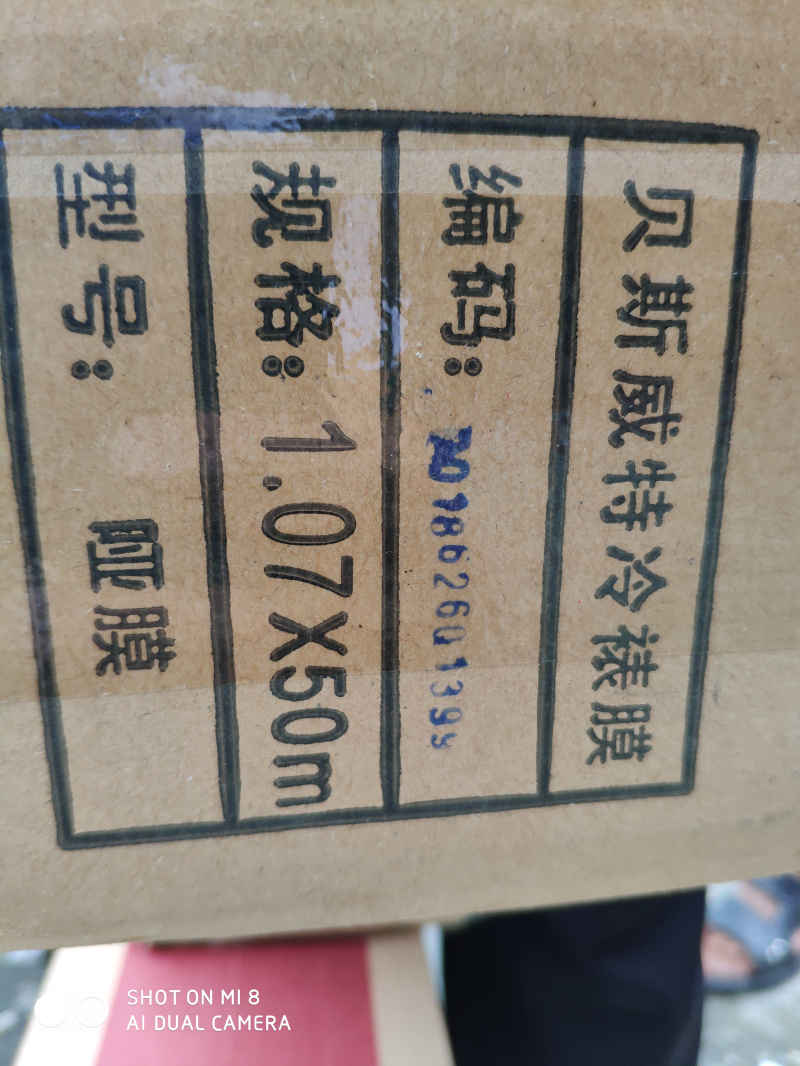 贝斯威特冷裱膜
编码: 201862601399
规格: 1.07X50m
型号: 哑膜
SHOT ON MI 8
AI DUAL CAMERA